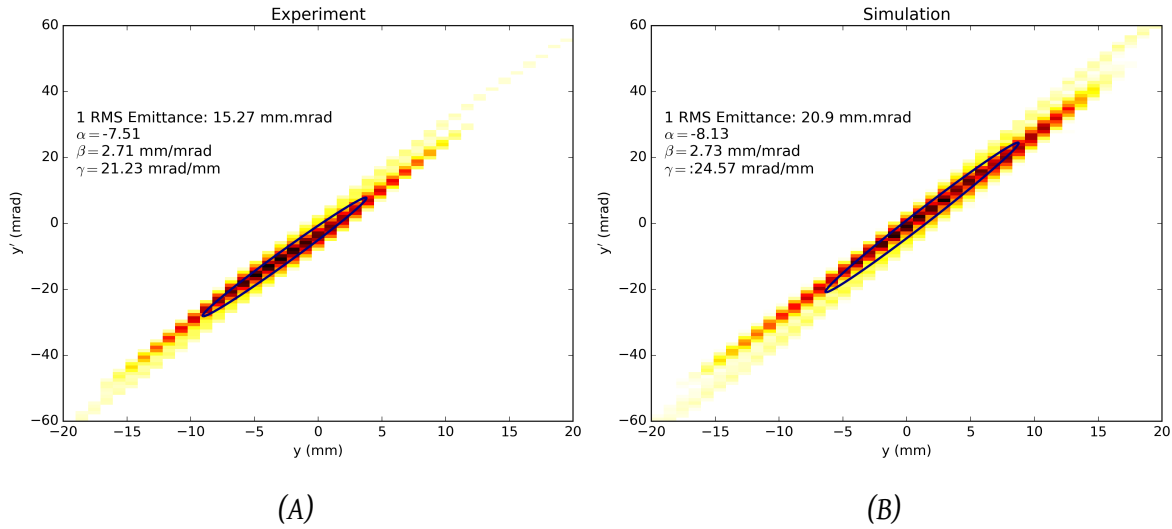 Experiment
60
40
20
0
−20
−40
−60
y′ (mrad)
1 RMS Emittance: 15.27 mm.mrad
α=-7.51
β=2.71 mm/mrad
γ=21.23 mrad/mm
−20 −15 −10 −5 0 5 10 15 20
y (mm)
(A)
Simulation
60
40
20
0
−20
−40
−60
y′ (mrad)
1 RMS Emittance: 20.9 mm.mrad
α=-8.13
β=2.73 mm/mrad
γ=:24.57 mrad/mm
−20 −15 −10 −5 0 5 10 15 20
y (mm)
(B)